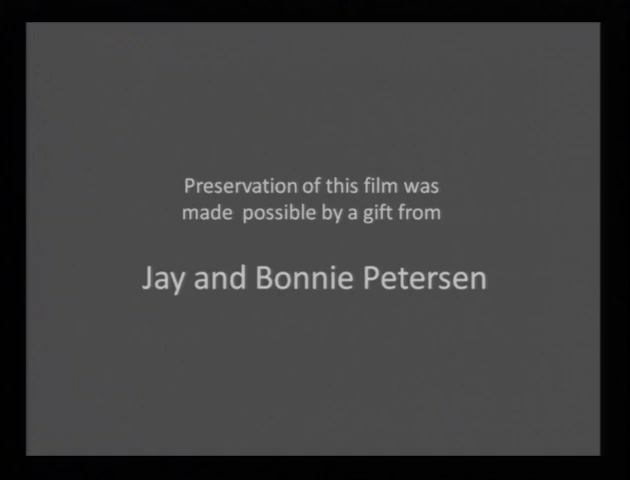 Preservation of this film was
made  possible by a gift from
Jay and Bonnie Petersen